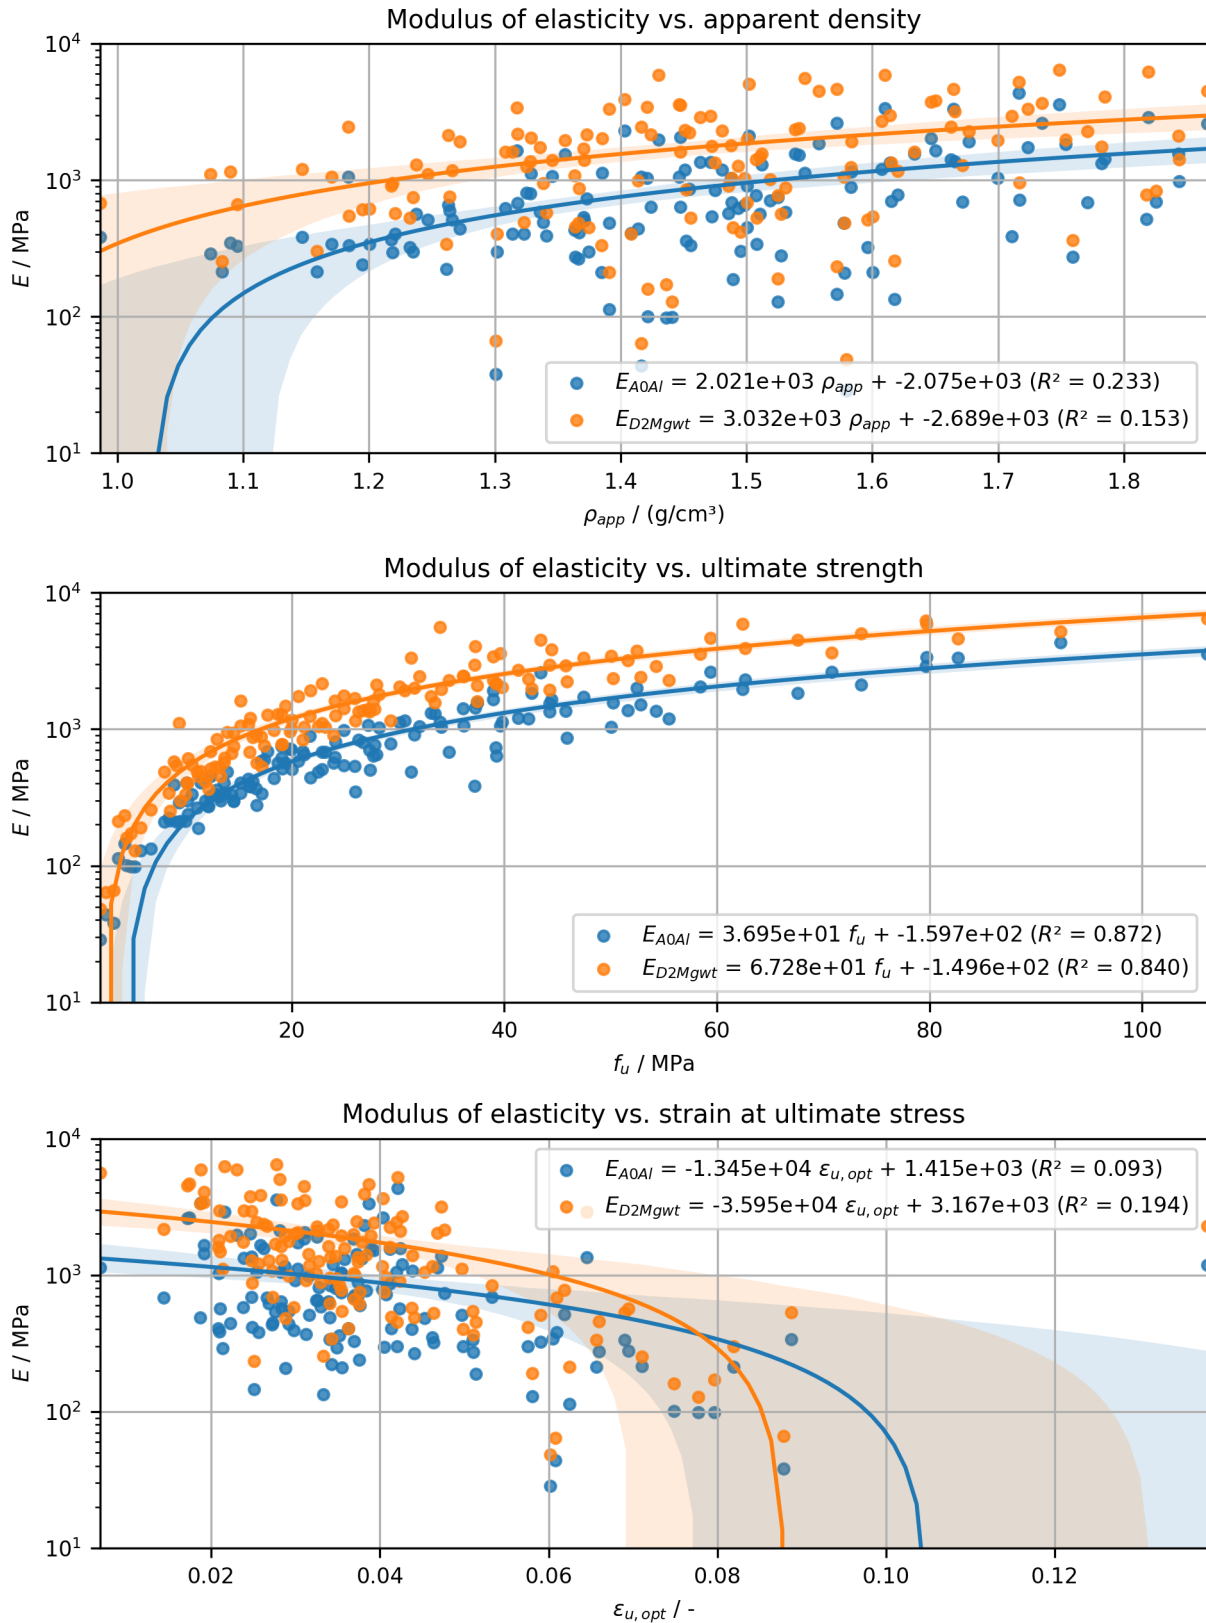 Modulus of elasticity vs. apparent density
10⁴
10³
10²
10¹
E / MPa
E_A0Al = 2.021e+03 ρ_app + -2.075e+03 (R² = 0.233)
E_D2Mgwt = 3.032e+03 ρ_app + -2.689e+03 (R² = 0.153)
1.0 1.1 1.2 1.3 1.4 1.5 1.6 1.7 1.8
ρ_app / (g/cm³)
Modulus of elasticity vs. ultimate strength
10⁴
10³
10²
10¹
E / MPa
E_A0Al = 3.695e+01 f_u + -1.597e+02 (R² = 0.872)
E_D2Mgwt = 6.728e+01 f_u + -1.496e+02 (R² = 0.840)
20 40 60 80 100
f_u / MPa
Modulus of elasticity vs. strain at ultimate stress
10⁴
10³
10²
10¹
E / MPa
E_A0Al = -1.345e+04 ε_u,opt + 1.415e+03 (R² = 0.093)
E_D2Mgwt = -3.595e+04 ε_u,opt + 3.167e+03 (R² = 0.194)
0.02 0.04 0.06 0.08 0.10 0.12
ε_u,opt / -